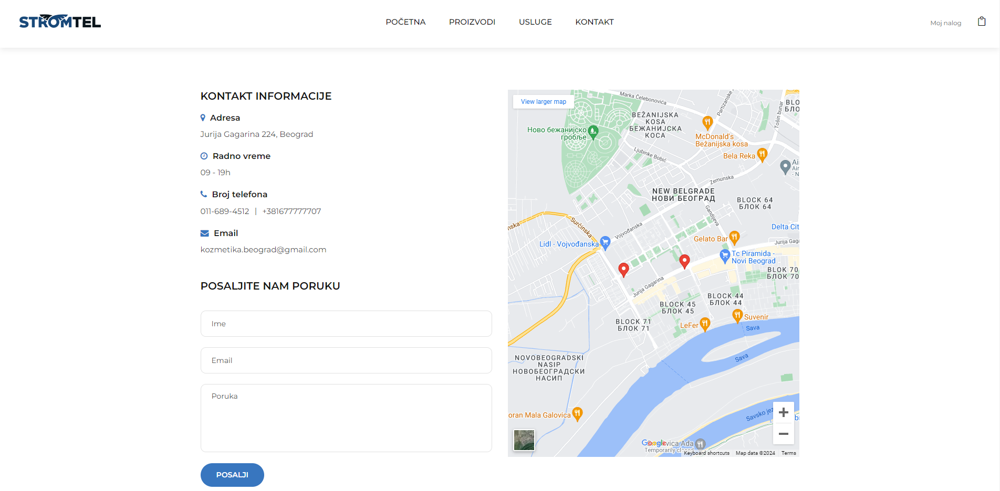 STROMTEL
POČETNA
PROIZVODI
USLUGE
KONTAKT
Moj nalog
KONTAKT INFORMACIJE
Adresa
Jurija Gagarina 224, Beograd
Radno vreme
09 - 19h
Broj telefona
011-689-4512 | +381677777707
Email
kozmetika.beograd@gmail.com
POSALJITE NAM PORUKU
Ime
Email
Poruka
POSALJI
View larger map
Marka Čelebonovića
Partizanske
Tošin bunar
BLO
БЛО
BEŽANIJSKA
KOSA
БЕЖАНИЈСКА
КОСА
Ново бежанијско
гробље
McDonald's
Bežanijska kosa
Ljubinke Bobić
Bela Reka
Ai
Air
- N
Zemunska
NEW BELGRADE
НОВИ БЕОГРАД
BLOCK 64
БЛОК 64
Gandijeva
nska
Surčinska
Vojvođanska
Delta Cit
Lidl - Vojvođanska
Gelato Bar
Jurija Gaga
Tc Piramida -
Novi Beograd
BLOK 70
БЛОК 70
Jurija Gagarina
BLOCK 44
БЛОК 44
BLOCK 45
БЛОК 45
BLOCK 71
БЛОК 71
Suvenir
LeFer
Sava
Sava
NOVOBEOGRADSKI
NASIP
НОВОБЕОГРАДСКИ
НАСИП
oran Mala Galovica
Savsko jez
br
Google
vica Ada
Temporarily closed
Keyboard shortcuts
Map data ©2024
Terms